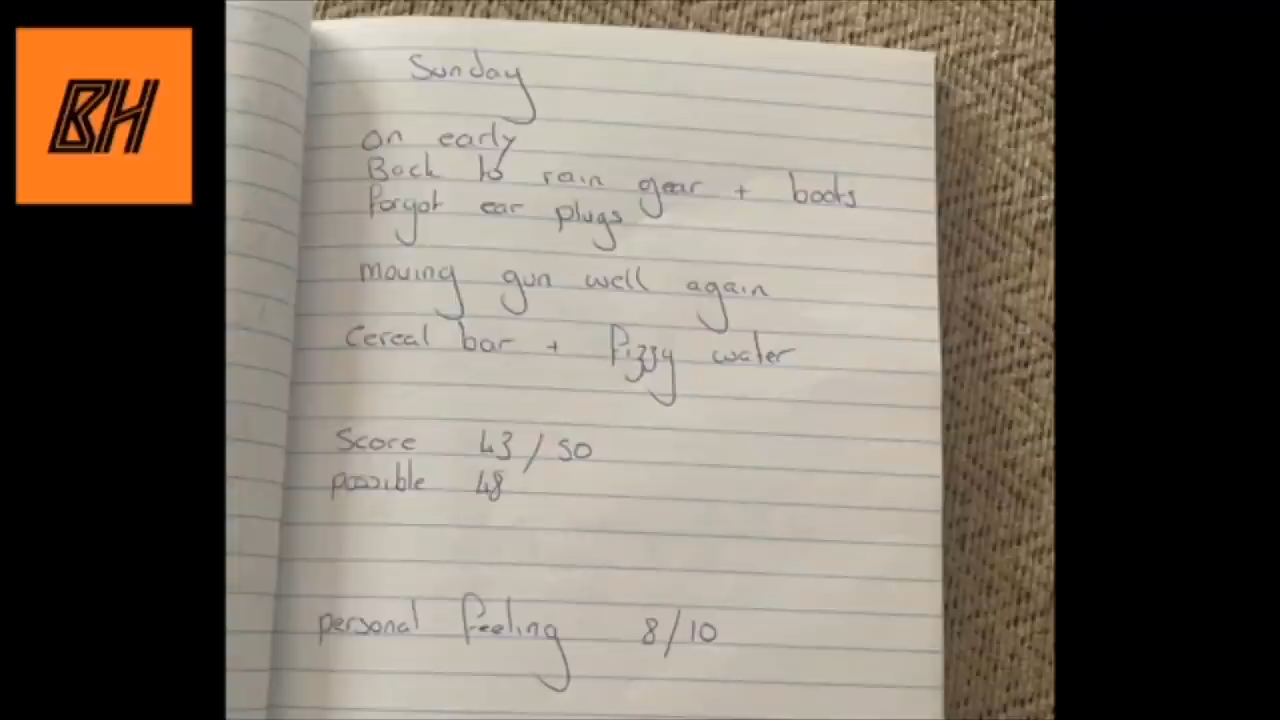 BH
Sunday
on early
Back to rain gear + boots
forgot ear plugs
moving gun well again
Cereal bar + fizzy water
Score 43/50
possible 48
personal feeling 8/10